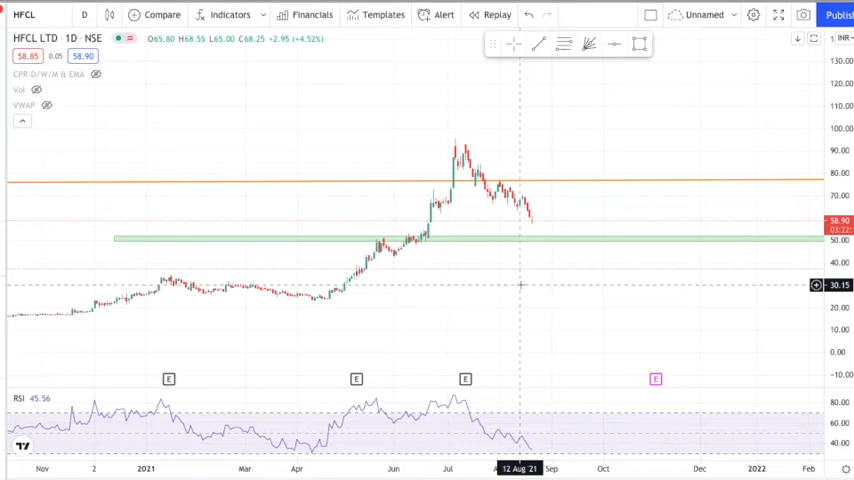 HFCL D Compare Indicators Financials Templates Alert Replay Unnamed Publis
HFCL LTD · 1D · NSE O65.80 H68.55 L65.00 C68.25 +2.95 (+4.52%) INR
58.85 0.05 58.90
CPR-D/W/M & EMA
Vol
VWAP
130.00
120.00
110.00
100.00
90.00
80.00
70.00
58.90
03:22:
50.00
40.00
30.15
20.00
10.00
0.00
-10.00
E E E E
RSI 45.56
80.00
60.00
40.00
Nov 2 2021 Mar Apr Jun Jul 12 Aug '21 Sep Oct Dec 2022 Feb